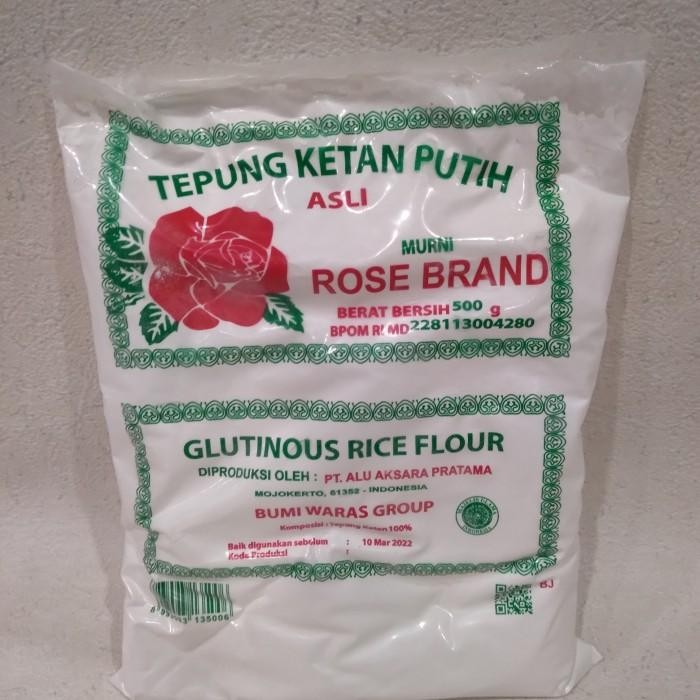 TEPUNG KETAN PUTIH
ASLI
MURNI
ROSE BRAND
BERAT BERSIH 500 g
BPOM RI MD 228113004280
GLUTINOUS RICE FLOUR
DIPRODUKSI OLEH : PT. ALU AKSARA PRATAMA
MOJOKERTO, 61352 - INDONESIA
BUMI WARAS GROUP
Komposisi : Tepung Ketan 100%
Baik digunakan sebelum : 10 Mar 2022
Kode Produksi :
135006
BJ